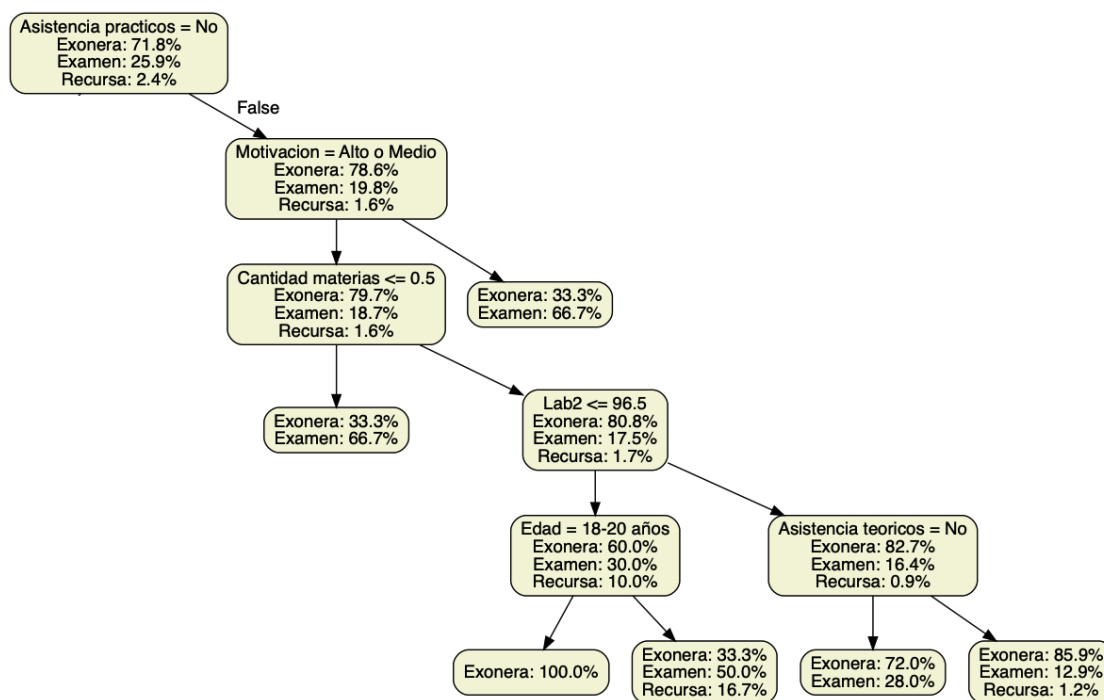 Asistencia practicos = No
Exonera: 71.8%
Examen: 25.9%
Recursa: 2.4%
False
Motivacion = Alto o Medio
Exonera: 78.6%
Examen: 19.8%
Recursa: 1.6%
Cantidad materias <= 0.5
Exonera: 79.7%
Examen: 18.7%
Recursa: 1.6%
Exonera: 33.3%
Examen: 66.7%
Exonera: 33.3%
Examen: 66.7%
Lab2 <= 96.5
Exonera: 80.8%
Examen: 17.5%
Recursa: 1.7%
Edad = 18-20 años
Exonera: 60.0%
Examen: 30.0%
Recursa: 10.0%
Asistencia teoricos = No
Exonera: 82.7%
Examen: 16.4%
Recursa: 0.9%
Exonera: 100.0%
Exonera: 33.3%
Examen: 50.0%
Recursa: 16.7%
Exonera: 72.0%
Examen: 28.0%
Exonera: 85.9%
Examen: 12.9%
Recursa: 1.2%